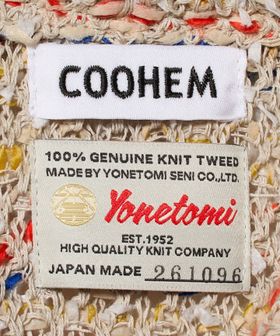 COOHEM
100% GENUINE KNIT TWEED
MADE BY YONETOMI SENI CO.,LTD.
Yonetomi
EST.1952
HIGH QUALITY KNIT COMPANY
JAPAN MADE 261096